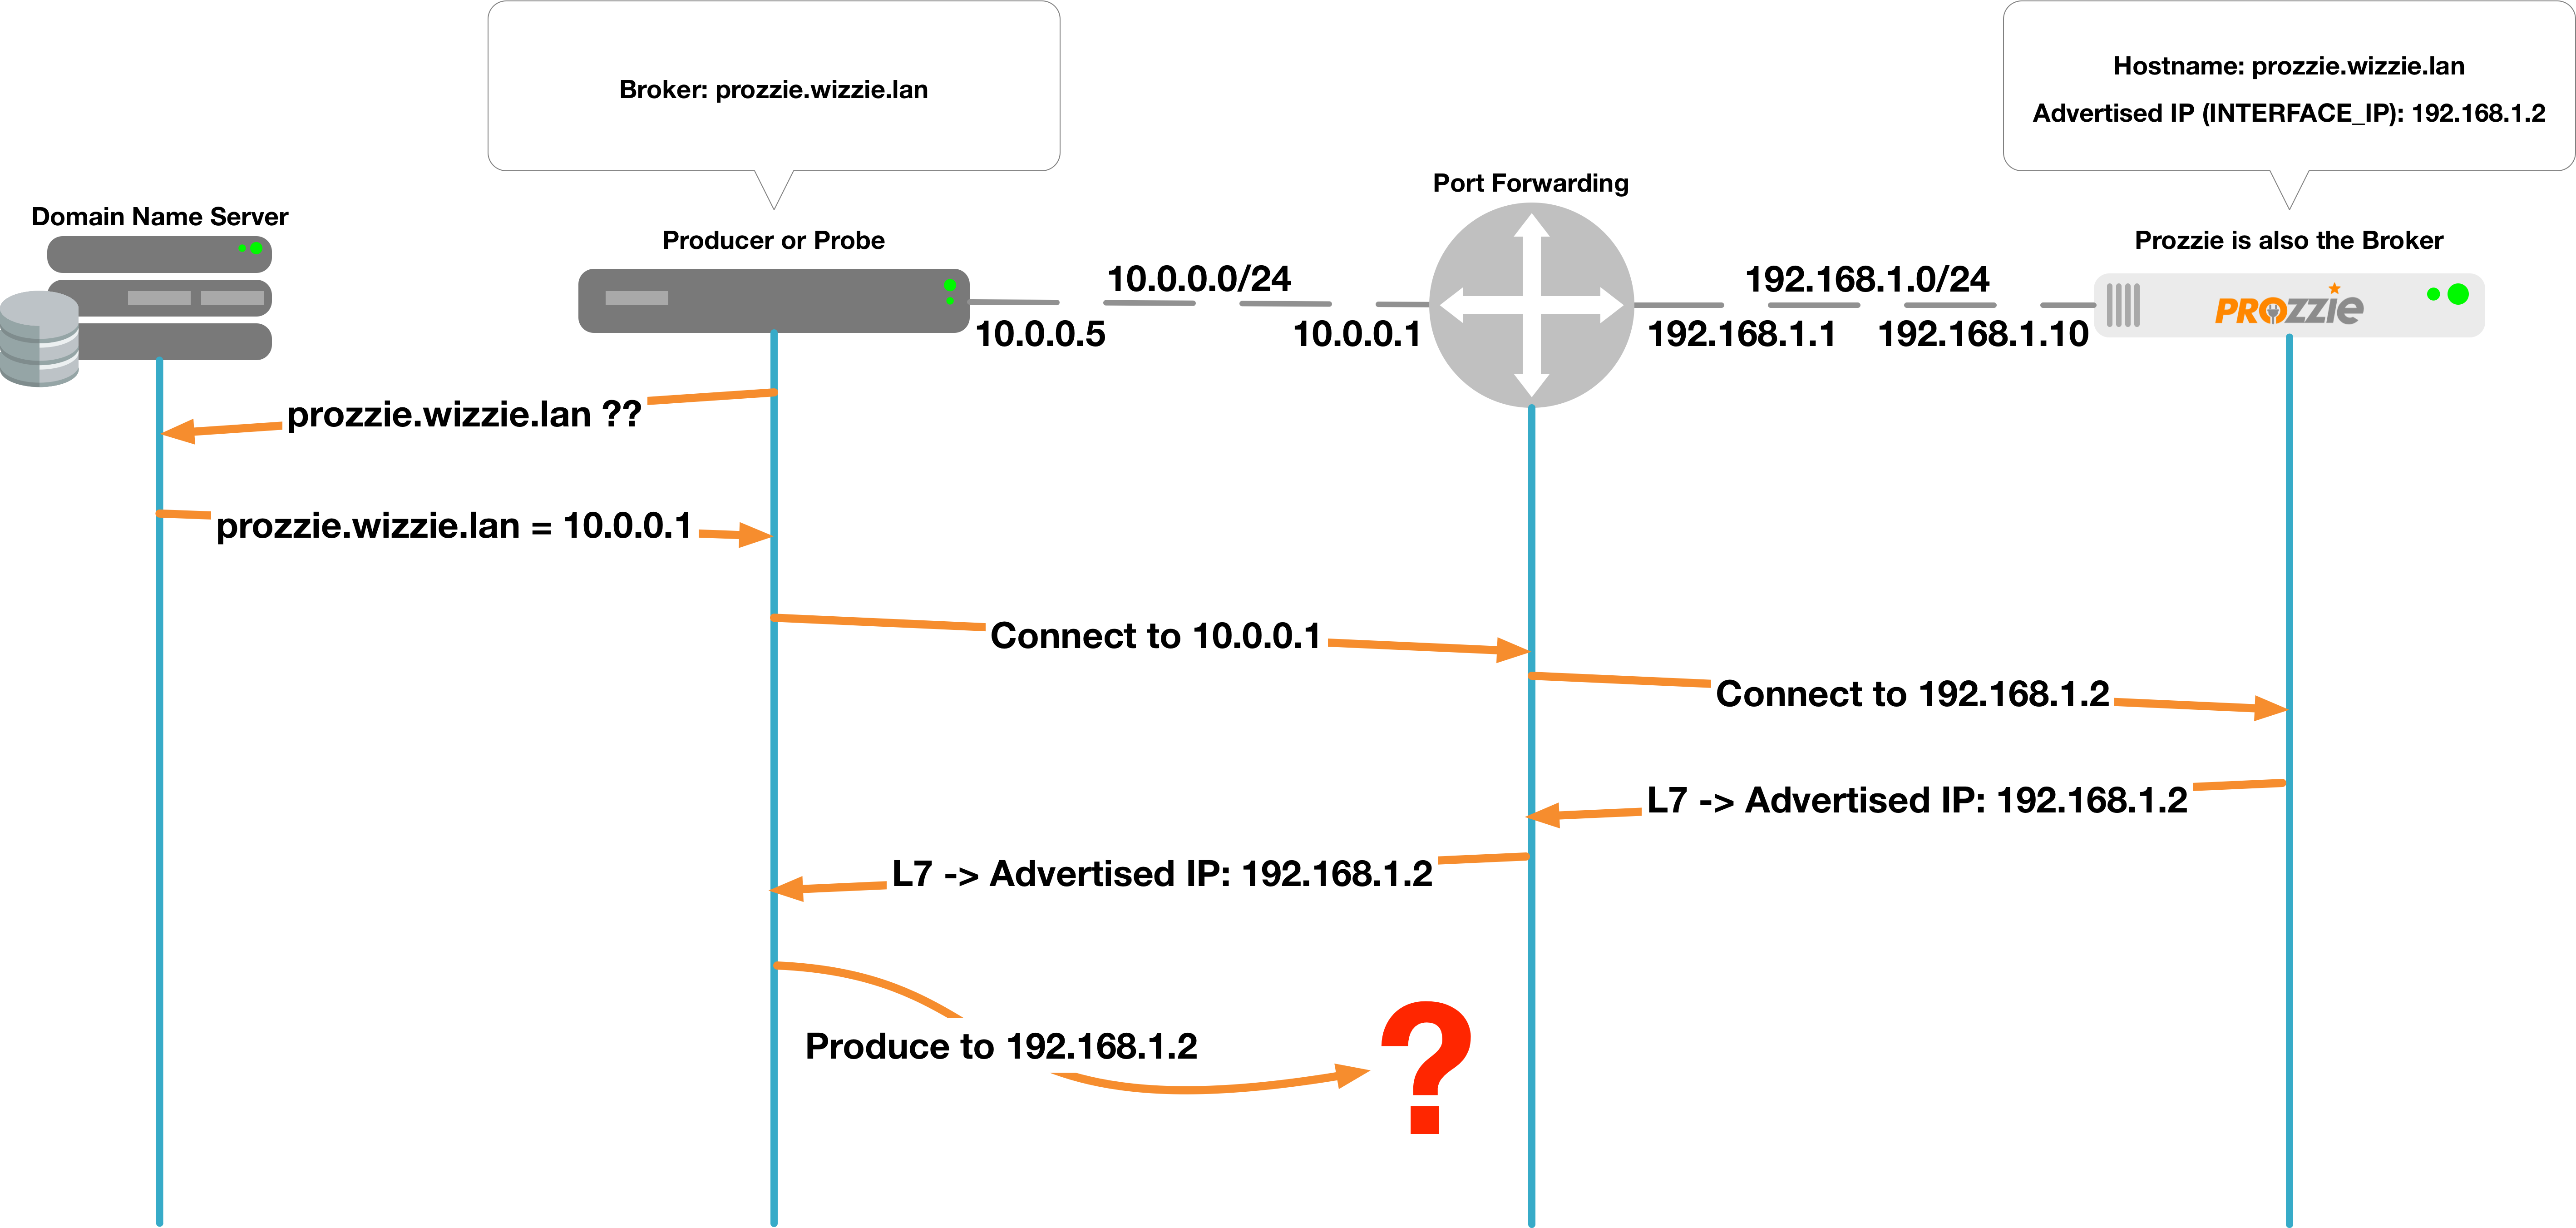 Broker: prozzie.wizzie.lan
Hostname: prozzie.wizzie.lan
Advertised IP (INTERFACE_IP): 192.168.1.2
Domain Name Server
Producer or Probe
Port Forwarding
Prozzie is also the Broker
10.0.0.0/24
192.168.1.0/24
10.0.0.5
10.0.0.1
192.168.1.1
192.168.1.10
PROZZIE
prozzie.wizzie.lan ??
prozzie.wizzie.lan = 10.0.0.1
Connect to 10.0.0.1
Connect to 192.168.1.2
L7 -> Advertised IP: 192.168.1.2
L7 -> Advertised IP: 192.168.1.2
Produce to 192.168.1.2
?